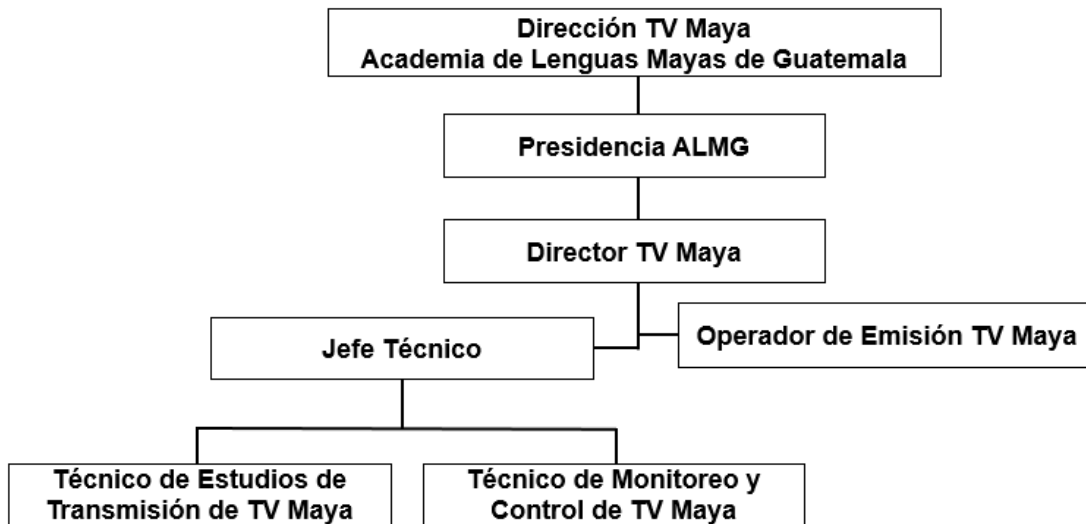 Dirección TV Maya
Academia de Lenguas Mayas de Guatemala
Presidencia ALMG
Director TV Maya
Operador de Emisión TV Maya
Jefe Técnico
Técnico de Estudios de
Transmisión de TV Maya
Técnico de Monitoreo y
Control de TV Maya